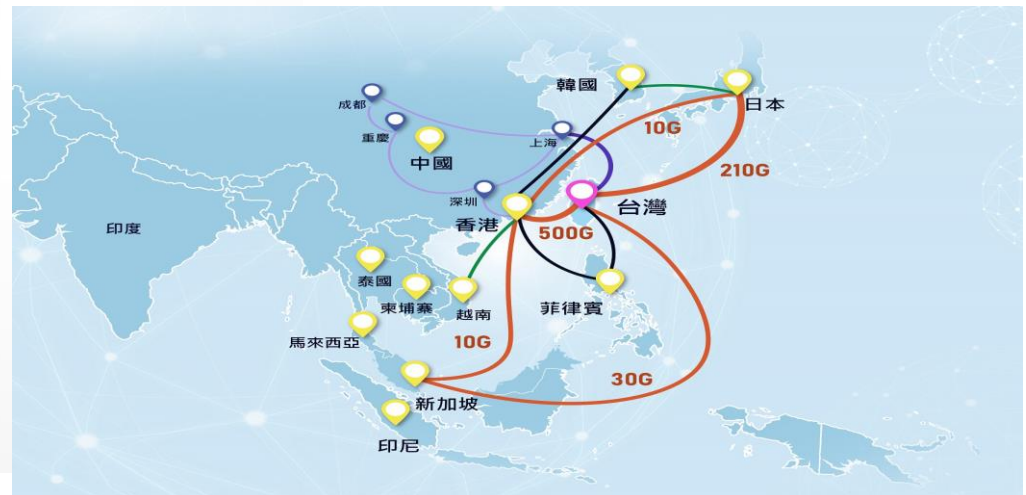 韓國
日本
成都
重慶
中國
上海
10G
210G
深圳
香港
台灣
500G
印度
泰國
柬埔寨
越南
菲律賓
馬來西亞
10G
30G
新加坡
印尼